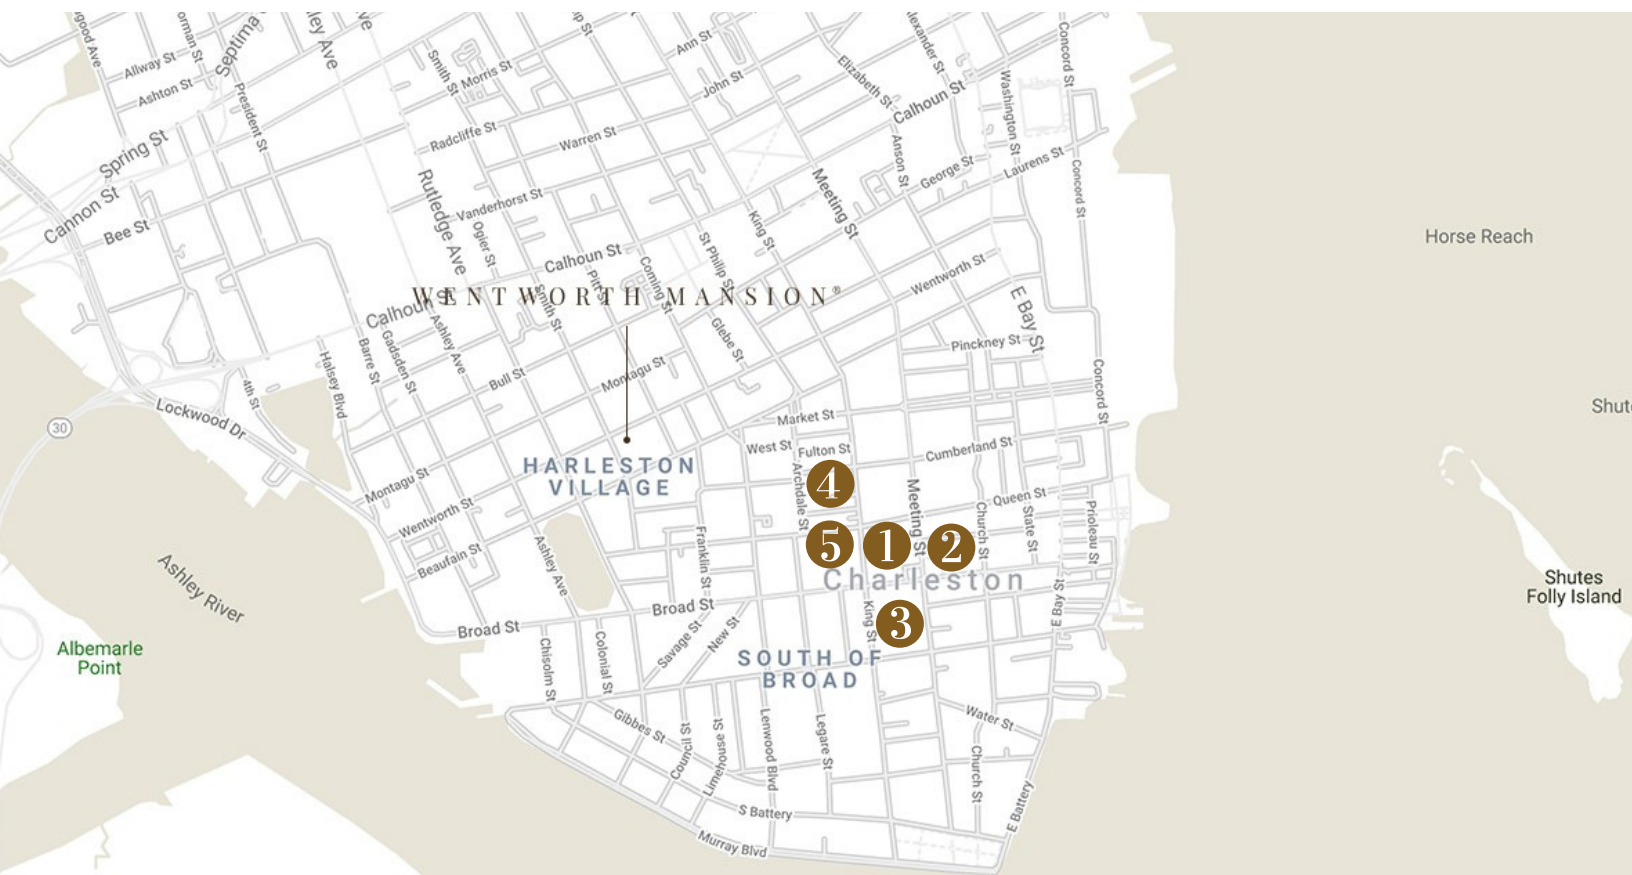 Allway St
Ashton St
Septima
President St
Smith St
Morris St
Ann St
John St
Elizabeth St
Calhoun St
Washington St
Concord St
Spring St
Radcliffe St
Warren St
Anson St
George St
Laurens St
Cannon St
Bee St
Rutledge Ave
Vanderhorst St
Ogier St
Meeting St
King St
Concord St
Horse Reach
Calhoun St
Pitt St
Coming St
St Philip St
Wentworth St
E Bay St
WENTWORTH MANSION®
Calhoun St
Smith St
Ashley Ave
Glebe St
Pinckney St
Halsey Blvd
Barre St
Gadsden St
Bull St
Montagu St
4th St
Concord St
Lockwood Dr
30
Market St
West St
Fulton St
Cumberland St
HARLESTON
VILLAGE
Montagu St
Archdale St
4
Meeting St
Queen St
Wentworth St
Church St
State St
Prioleau St
Beaufain St
Ashley Ave
Franklin St
5
1
2
Charleston
Ashley River
Shutes
Folly Island
Broad St
Broad St
Savage St
New St
King St
3
E Bay St
Albemarle
Point
Chisolm St
Colonial St
SOUTH OF
BROAD
Gibbes St
Council St
Limehouse St
Lenwood Blvd
Legare St
Water St
Church St
S Battery
E Battery
Murray Blvd